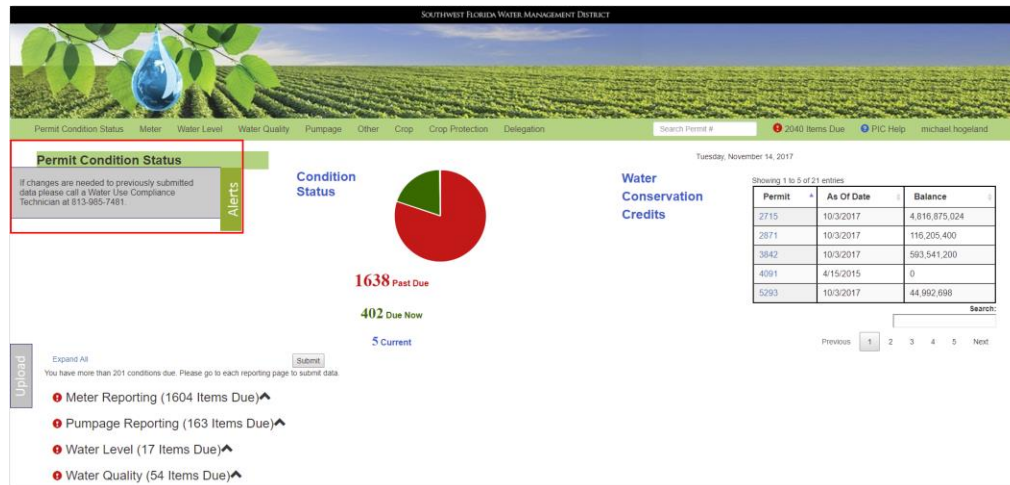 SOUTHWEST FLORIDA WATER MANAGEMENT DISTRICT
Permit Condition Status Meter Water Level Water Quality Pumpage Other Crop Crop Protection Delegation Search Permit # 2040 Items Due PIC Help michael hogeland
Permit Condition Status
If changes are needed to previously submitted
data please call a Water Use Compliance
Technician at 813-985-7481.
Alerts
Condition
Status
1638 Past Due
402 Due Now
5 Current
Tuesday, November 14, 2017
Water
Conservation
Credits
Showing 1 to 5 of 21 entries
Permit As Of Date Balance
2715 10/3/2017 4,816,875,024
2871 10/3/2017 116,205,400
3842 10/3/2017 593,541,200
4091 4/15/2015 0
5293 10/3/2017 44,992,698
Search:
Previous 1 2 3 4 5 Next
Upload
Expand All Submit
You have more than 201 conditions due. Please go to each reporting page to submit data.
Meter Reporting (1604 Items Due)
Pumpage Reporting (163 Items Due)
Water Level (17 Items Due)
Water Quality (54 Items Due)